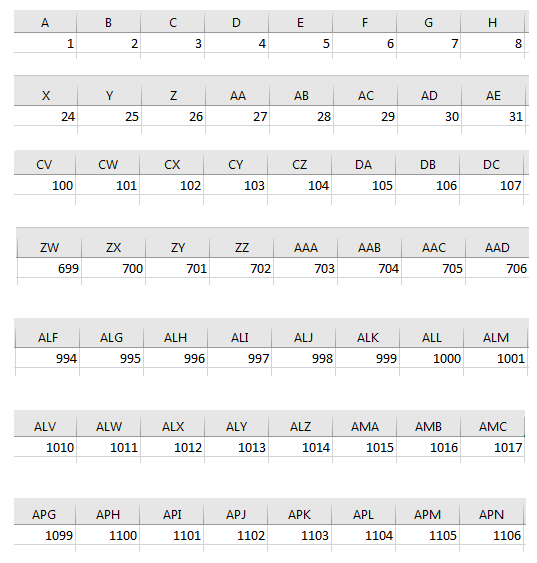 A B C D E F G H
1 2 3 4 5 6 7 8
X Y Z AA AB AC AD AE
24 25 26 27 28 29 30 31
CV CW CX CY CZ DA DB DC
100 101 102 103 104 105 106 107
ZW ZX ZY ZZ AAA AAB AAC AAD
699 700 701 702 703 704 705 706
ALF ALG ALH ALI ALJ ALK ALL ALM
994 995 996 997 998 999 1000 1001
ALV ALW ALX ALY ALZ AMA AMB AMC
1010 1011 1012 1013 1014 1015 1016 1017
APG APH API APJ APK APL APM APN
1099 1100 1101 1102 1103 1104 1105 1106